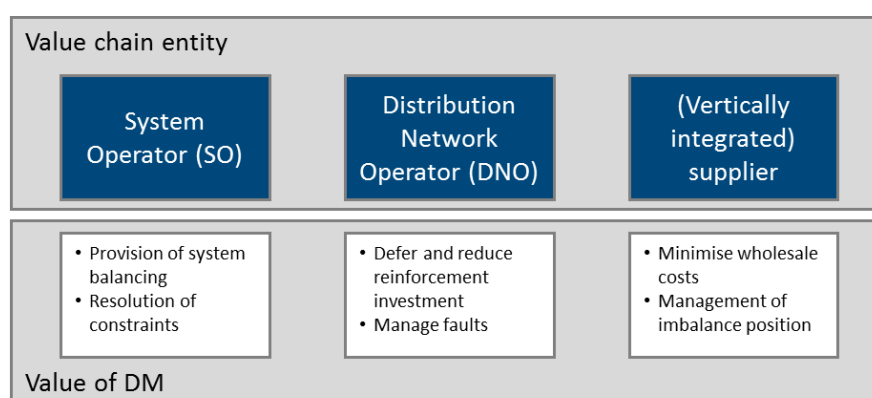 Value chain entity
System
Operator (SO)
Distribution
Network
Operator (DNO)
(Vertically
integrated)
supplier
• Provision of system
balancing
• Resolution of
constraints
• Defer and reduce
reinforcement
investment
• Manage faults
• Minimise wholesale
costs
• Management of
imbalance position
Value of DM